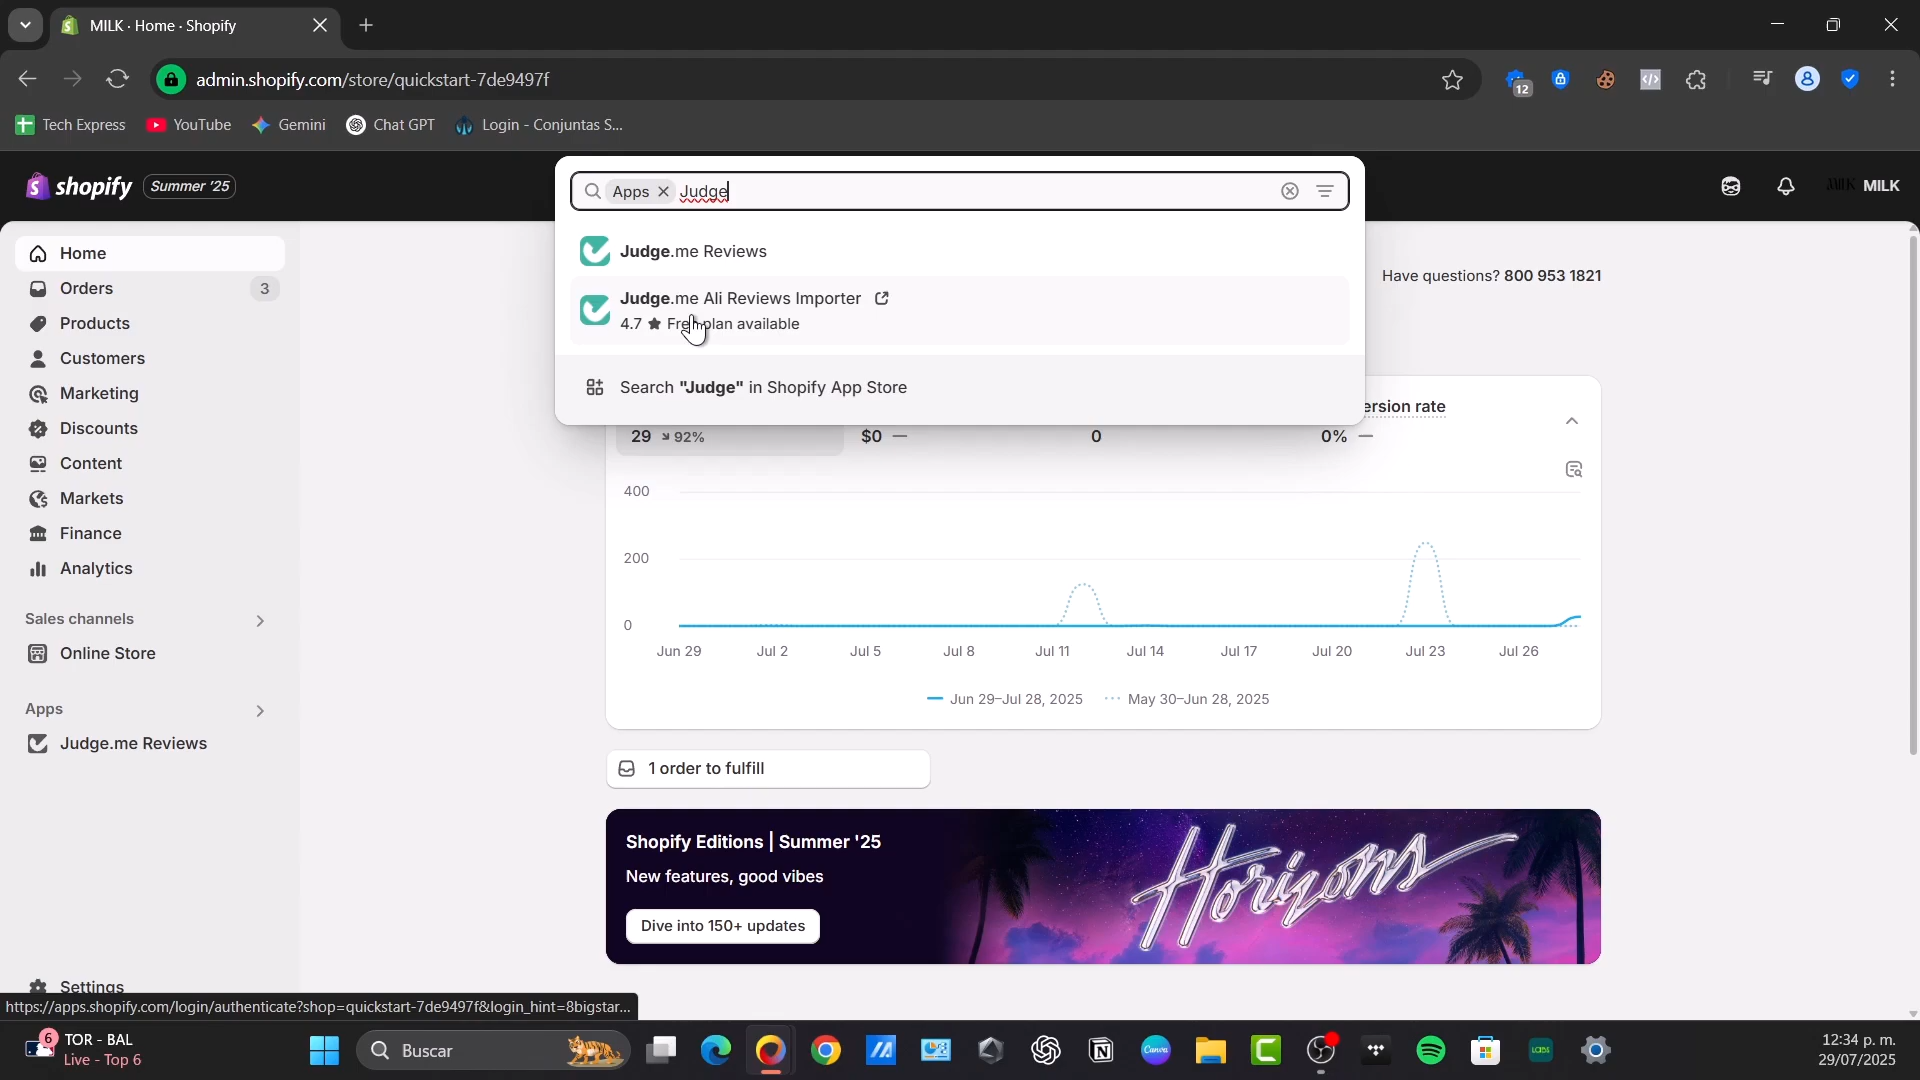 MILK · Home · Shopify
admin.shopify.com/store/quickstart-7de9497f
12
Tech Express
YouTube
Gemini
Chat GPT
Login - Conjuntas S...
shopify
Summer '25
Apps
Judge
MILK
Judge.me Reviews
Judge.me Ali Reviews Importer
4.7 ★ Free plan available
Search "Judge" in Shopify App Store
Have questions? 800 953 1821
Home
Orders
3
Products
Customers
Marketing
Discounts
Content
Markets
Finance
Analytics
Sales channels
Online Store
Apps
Judge.me Reviews
Settings
29 92%
$0 —
0
0% —
400
200
0
Jun 29
Jul 2
Jul 5
Jul 8
Jul 11
Jul 14
Jul 17
Jul 20
Jul 23
Jul 26
Jun 29–Jul 28, 2025
May 30–Jun 28, 2025
1 order to fulfill
Shopify Editions | Summer '25
New features, good vibes
Dive into 150+ updates
Horizons
https://apps.shopify.com/login/authenticate?shop=quickstart-7de9497f&login_hint=8bigstar...
6
TOR - BAL
Live - Top 6
Buscar
Canva
LABS
12:34 p. m.
29/07/2025